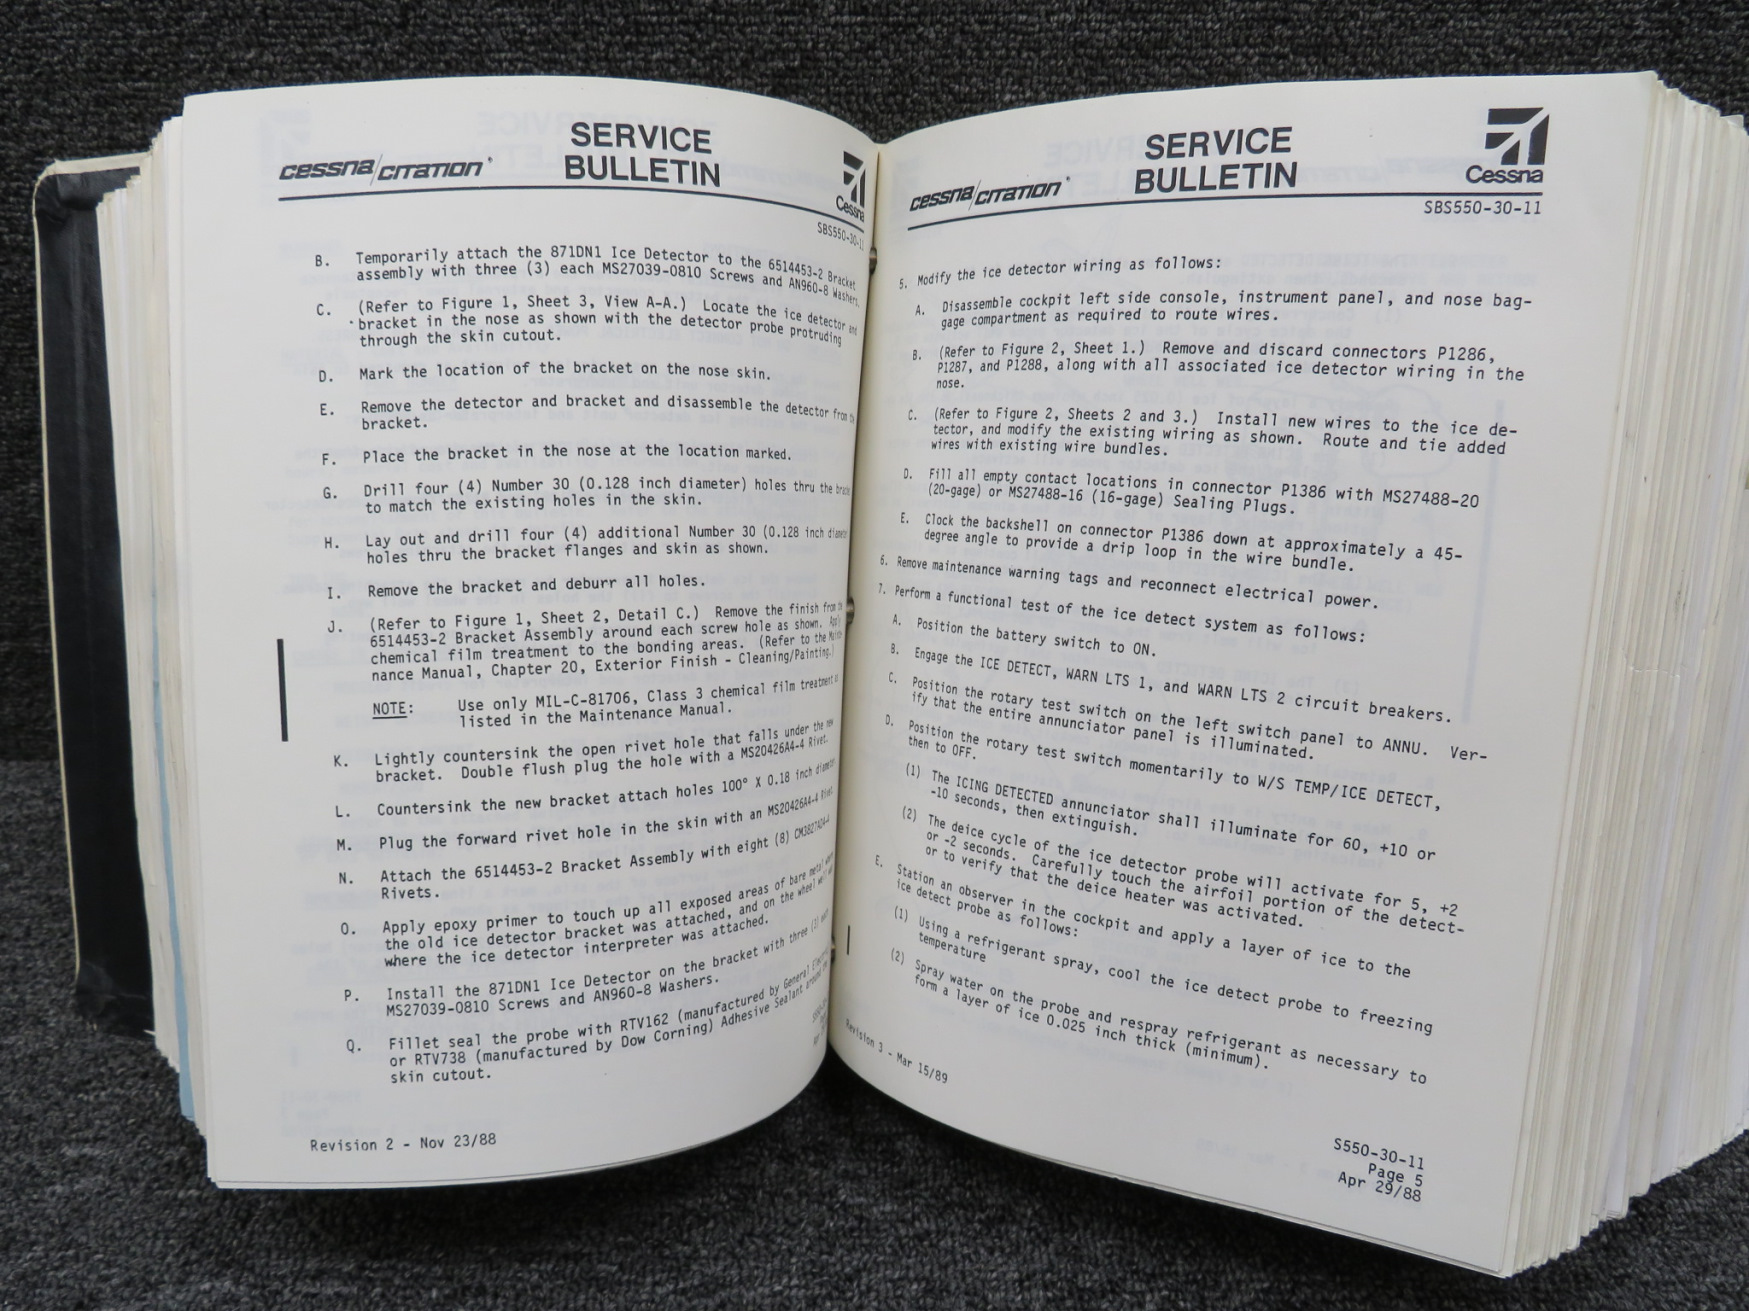 cessna/CITATION
SERVICE
BULLETIN
Cessna
SBS550-30-11
B. Temporarily attach the 871DN1 Ice Detector to the 6514453-2 Bracket
assembly with three (3) each MS27039-0810 Screws and AN960-8 Washers.
C. (Refer to Figure 1, Sheet 3, View A-A.) Locate the ice detector and
bracket in the nose as shown with the detector probe protruding
through the skin cutout.
D. Mark the location of the bracket on the nose skin.
E. Remove the detector and bracket and disassemble the detector from the
bracket.
F. Place the bracket in the nose at the location marked.
G. Drill four (4) Number 30 (0.128 inch diameter) holes thru the
to match the existing holes in the skin.
H. Lay out and drill four (4) additional Number 30 (0.128 inch
holes thru the bracket flanges and skin as shown.
I. Remove the bracket and deburr all holes.
J. (Refer to Figure 1, Sheet 2, Detail C.) Remove the finish from
6514453-2 Bracket Assembly around each screw hole as shown.
chemical film treatment to the bonding areas. (Refer to the
nance Manual, Chapter 20, Exterior Finish - Cleaning/Painting.)
NOTE: Use only MIL-C-81706, Class 3 chemical film treatment
listed in the Maintenance Manual.
K. Lightly countersink the open rivet hole that falls under the new
bracket. Double flush plug the hole with a MS20426A4-4 Rivet.
L. Countersink the new bracket attach holes 100° X 0.18 inch
M. Plug the forward rivet hole in the skin with an MS20426A4-4 Rivet.
N. Attach the 6514453-2 Bracket Assembly with eight (8)
Rivets.
O. Apply epoxy primer to touch up all exposed areas of bare metal where
the old ice detector bracket was attached, and on the wheel well
where the ice detector interpreter was attached.
P. Install the 871DN1 Ice Detector on the bracket with three (3)
MS27039-0810 Screws and AN960-8 Washers.
Q. Fillet seal the probe with RTV162 (manufactured by General
or RTV738 (manufactured by Dow Corning) Adhesive Sealant around
skin cutout.
Revision 2 - Nov 23/88
cessna/CITATION
SERVICE
BULLETIN
Cessna
SBS550-30-11
5. Modify the ice detector wiring as follows:
A. Disassemble cockpit left side console, instrument panel, and nose bag-
gage compartment as required to route wires.
B. (Refer to Figure 2, Sheet 1.) Remove and discard connectors P1286,
P1287, and P1288, along with all associated ice detector wiring in the
nose.
C. (Refer to Figure 2, Sheets 2 and 3.) Install new wires to the ice de-
tector, and modify the existing wiring as shown. Route and tie added
wires with existing wire bundles.
D. Fill all empty contact locations in connector P1386 with MS27488-20
(20-gage) or MS27488-16 (16-gage) Sealing Plugs.
E. Clock the backshell on connector P1386 down at approximately a 45-
degree angle to provide a drip loop in the wire bundle.
6. Remove maintenance warning tags and reconnect electrical power.
7. Perform a functional test of the ice detect system as follows:
A. Position the battery switch to ON.
B. Engage the ICE DETECT, WARN LTS 1, and WARN LTS 2 circuit breakers.
C. Position the rotary test switch on the left switch panel to ANNU. Ver-
ify that the entire annunciator panel is illuminated.
D. Position the rotary test switch momentarily to W/S TEMP/ICE DETECT,
then to OFF.
(1) The ICING DETECTED annunciator shall illuminate for 60, +10 or
-10 seconds, then extinguish.
(2) The deice cycle of the ice detector probe will activate for 5, +2
or -2 seconds. Carefully touch the airfoil portion of the detect-
or to verify that the deice heater was activated.
E. Station an observer in the cockpit and apply a layer of ice to the
ice detect probe as follows:
(1) Using a refrigerant spray, cool the ice detect probe to freezing
temperature
(2) Spray water on the probe and respray refrigerant as necessary to
form a layer of ice 0.025 inch thick (minimum).
Revision 3 - Mar 15/89
S550-30-11
Page 5
Apr 29/88